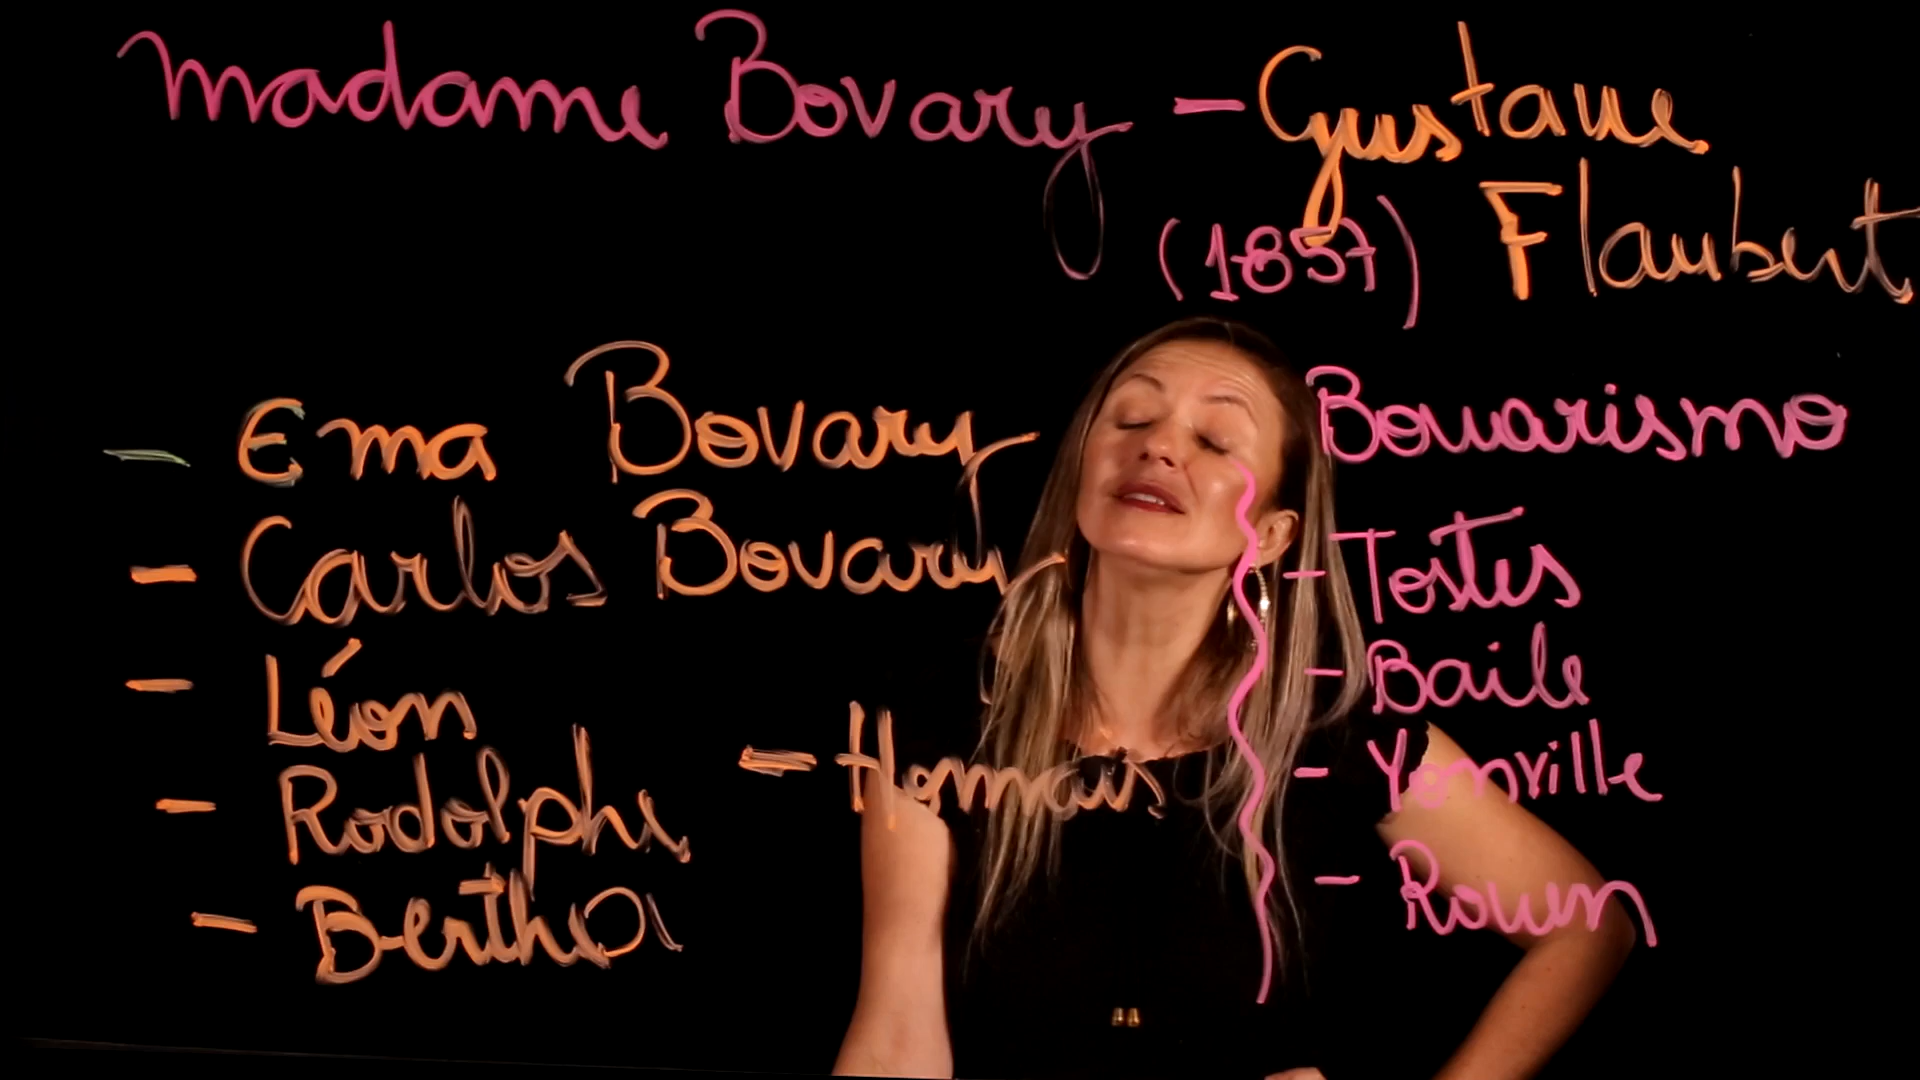 Madame Bovary - Gustave
(1857) Flaubert
- Ema Bovary
- Carlos Bovary
- Léon
- Rodolphe
- Bertha
- Homais
Bovarismo
- Tostes
- Baile
- Yonville
- Rouen